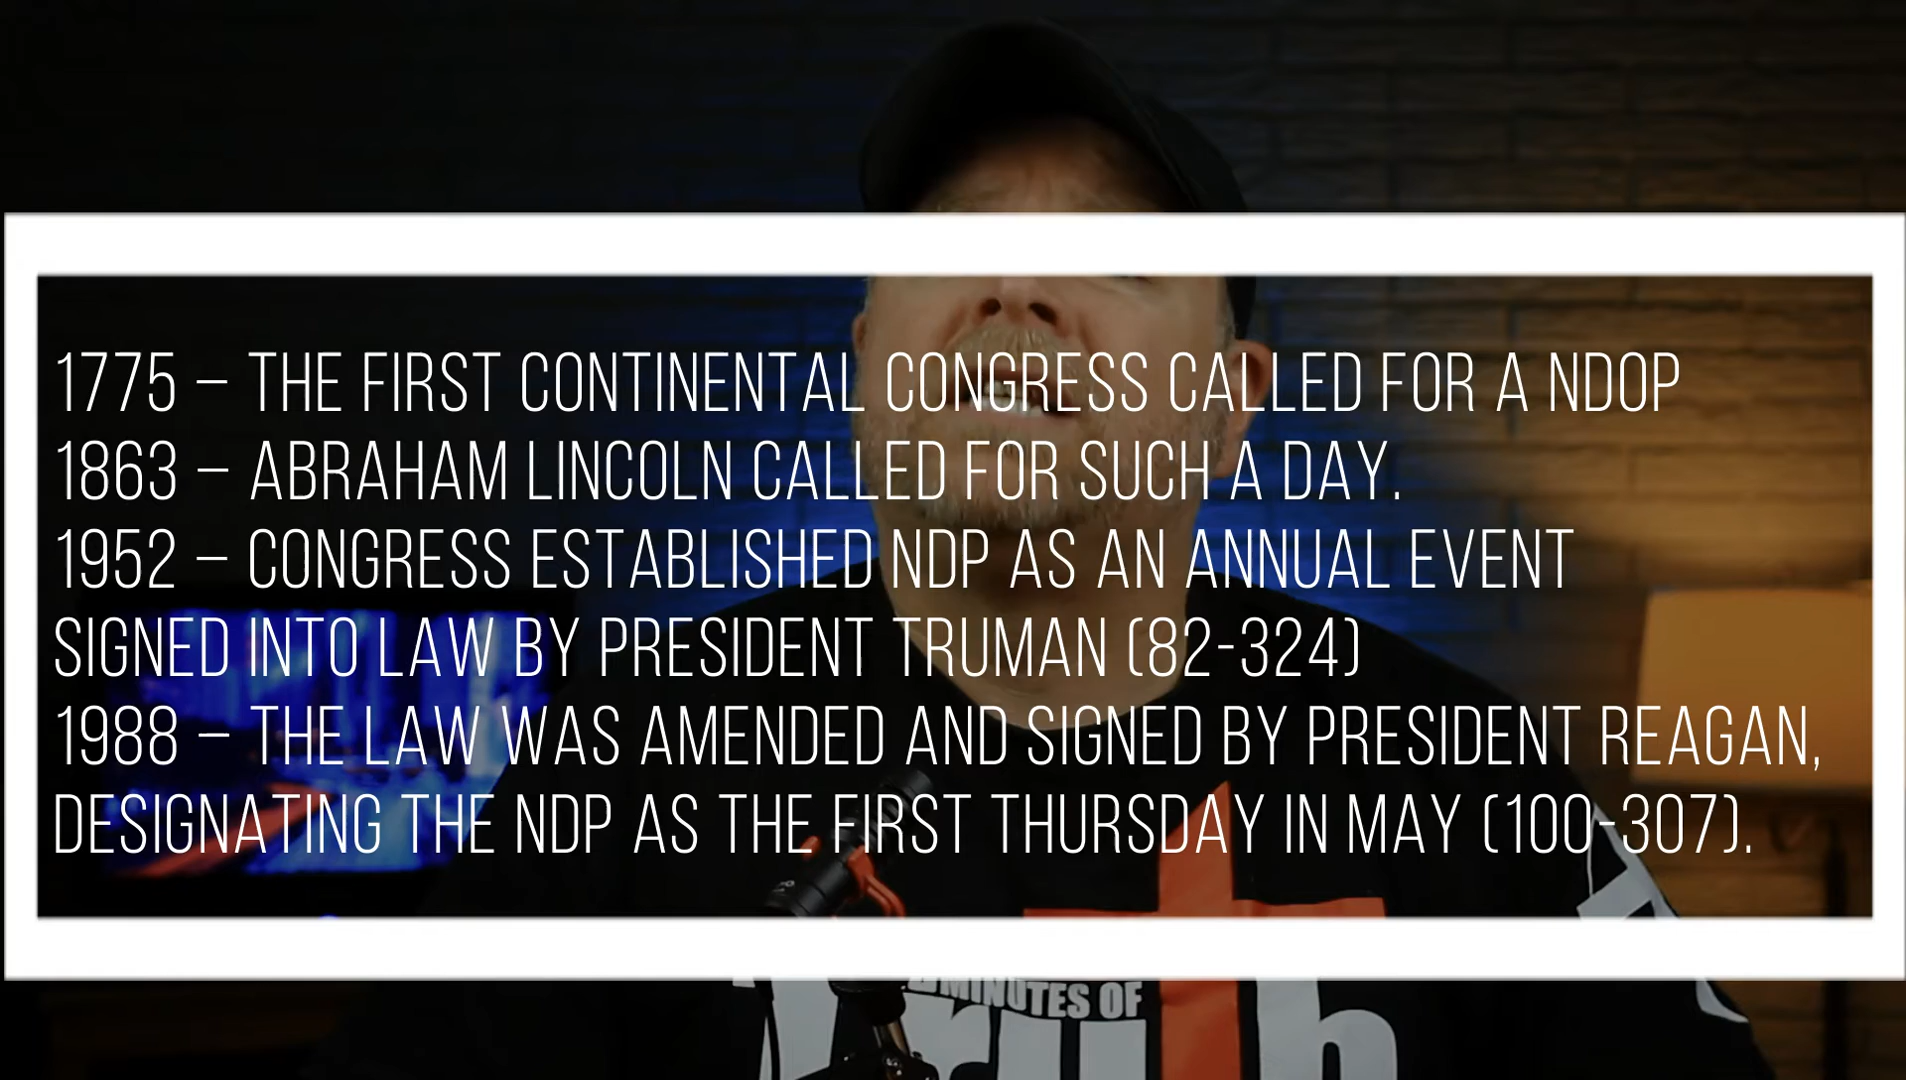 1775 – THE FIRST CONTINENTAL CONGRESS CALLED FOR A NDOP
1863 – ABRAHAM LINCOLN CALLED FOR SUCH A DAY.
1952 – CONGRESS ESTABLISHED NDP AS AN ANNUAL EVENT
SIGNED INTO LAW BY PRESIDENT TRUMAN (82-324)
1988 – THE LAW WAS AMENDED AND SIGNED BY PRESIDENT REAGAN,
DESIGNATING THE NDP AS THE FIRST THURSDAY IN MAY (100-307).
MINUTES OF
Truth